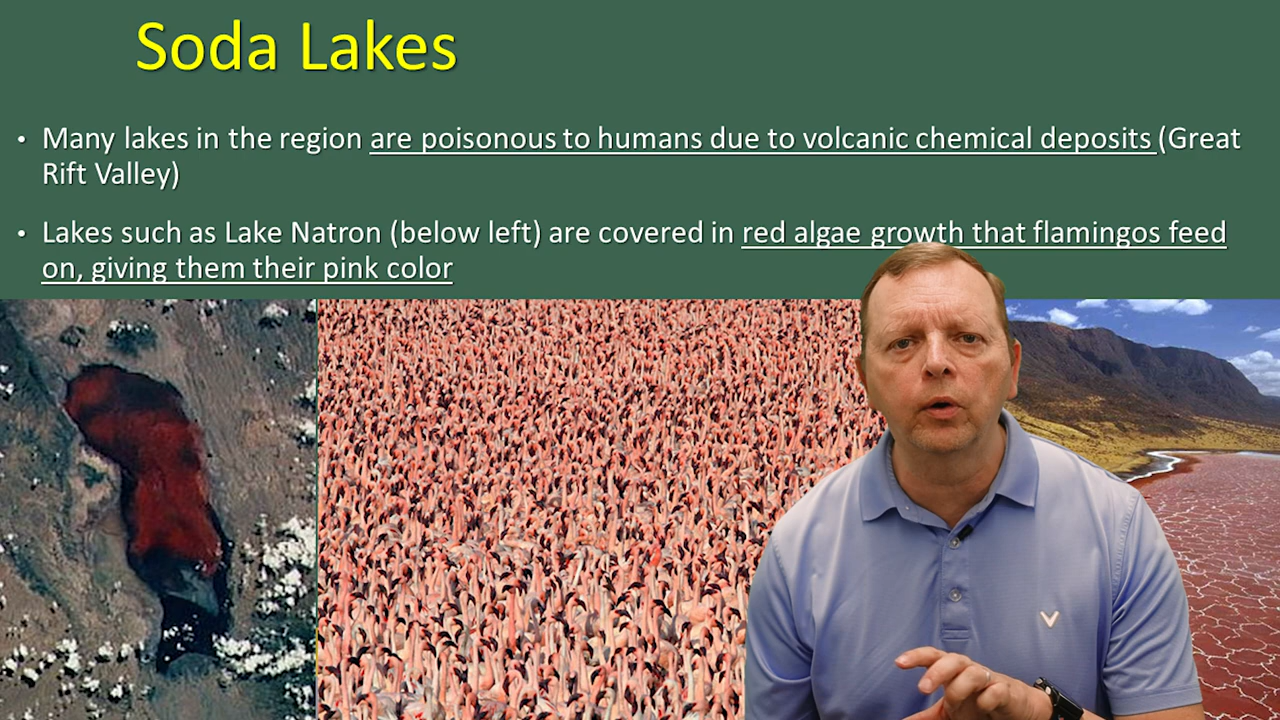 Soda Lakes
• Many lakes in the region are poisonous to humans due to volcanic chemical deposits (Great
Rift Valley)
• Lakes such as Lake Natron (below left) are covered in red algae growth that flamingos feed
on, giving them their pink color